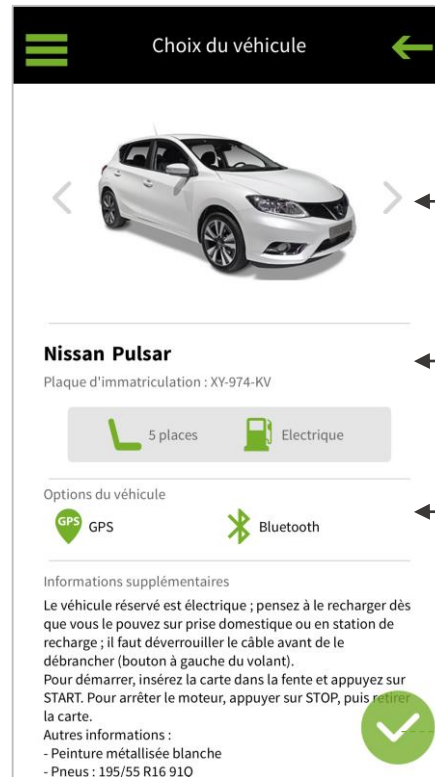 Choix du véhicule
Nissan Pulsar
Plaque d'immatriculation : XY-974-KV
5 places
Electrique
Options du véhicule
GPS GPS
Bluetooth
Informations supplémentaires
Le véhicule réservé est électrique ; pensez à le recharger dès
que vous le pouvez sur prise domestique ou en station de
recharge ; il faut déverrouiller le câble avant de le
débrancher (bouton à gauche du volant).
Pour démarrer, insérez la carte dans la fente et appuyez sur
START. Pour arrêter le moteur, appuyer sur STOP, puis retirer
la carte.
Autres informations :
- Peinture métallisée blanche
- Pneus : 195/55 R16 91Q